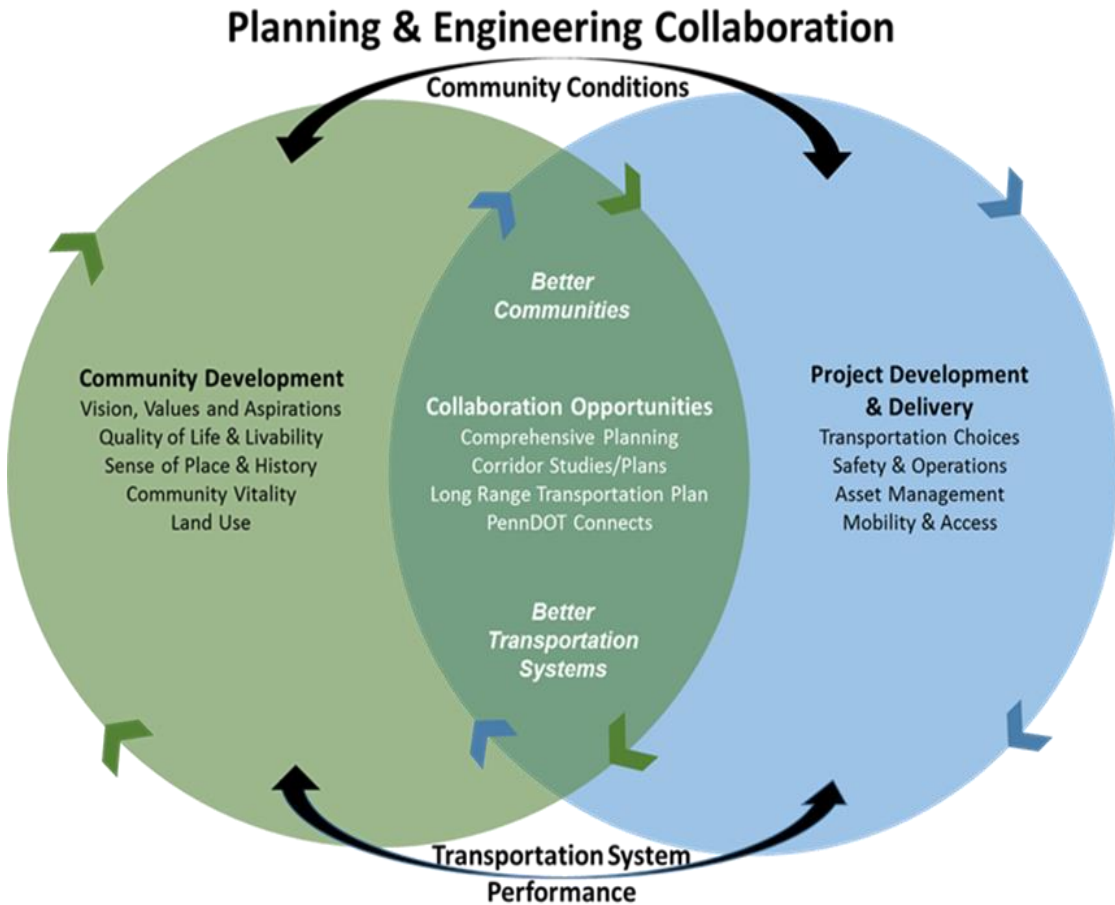 Planning & Engineering Collaboration
Community Conditions
Better
Communities
Community Development
Vision, Values and Aspirations
Quality of Life & Livability
Sense of Place & History
Community Vitality
Land Use
Collaboration Opportunities
Comprehensive Planning
Corridor Studies/Plans
Long Range Transportation Plan
PennDOT Connects
Project Development
& Delivery
Transportation Choices
Safety & Operations
Asset Management
Mobility & Access
Better
Transportation
Systems
Transportation System
Performance